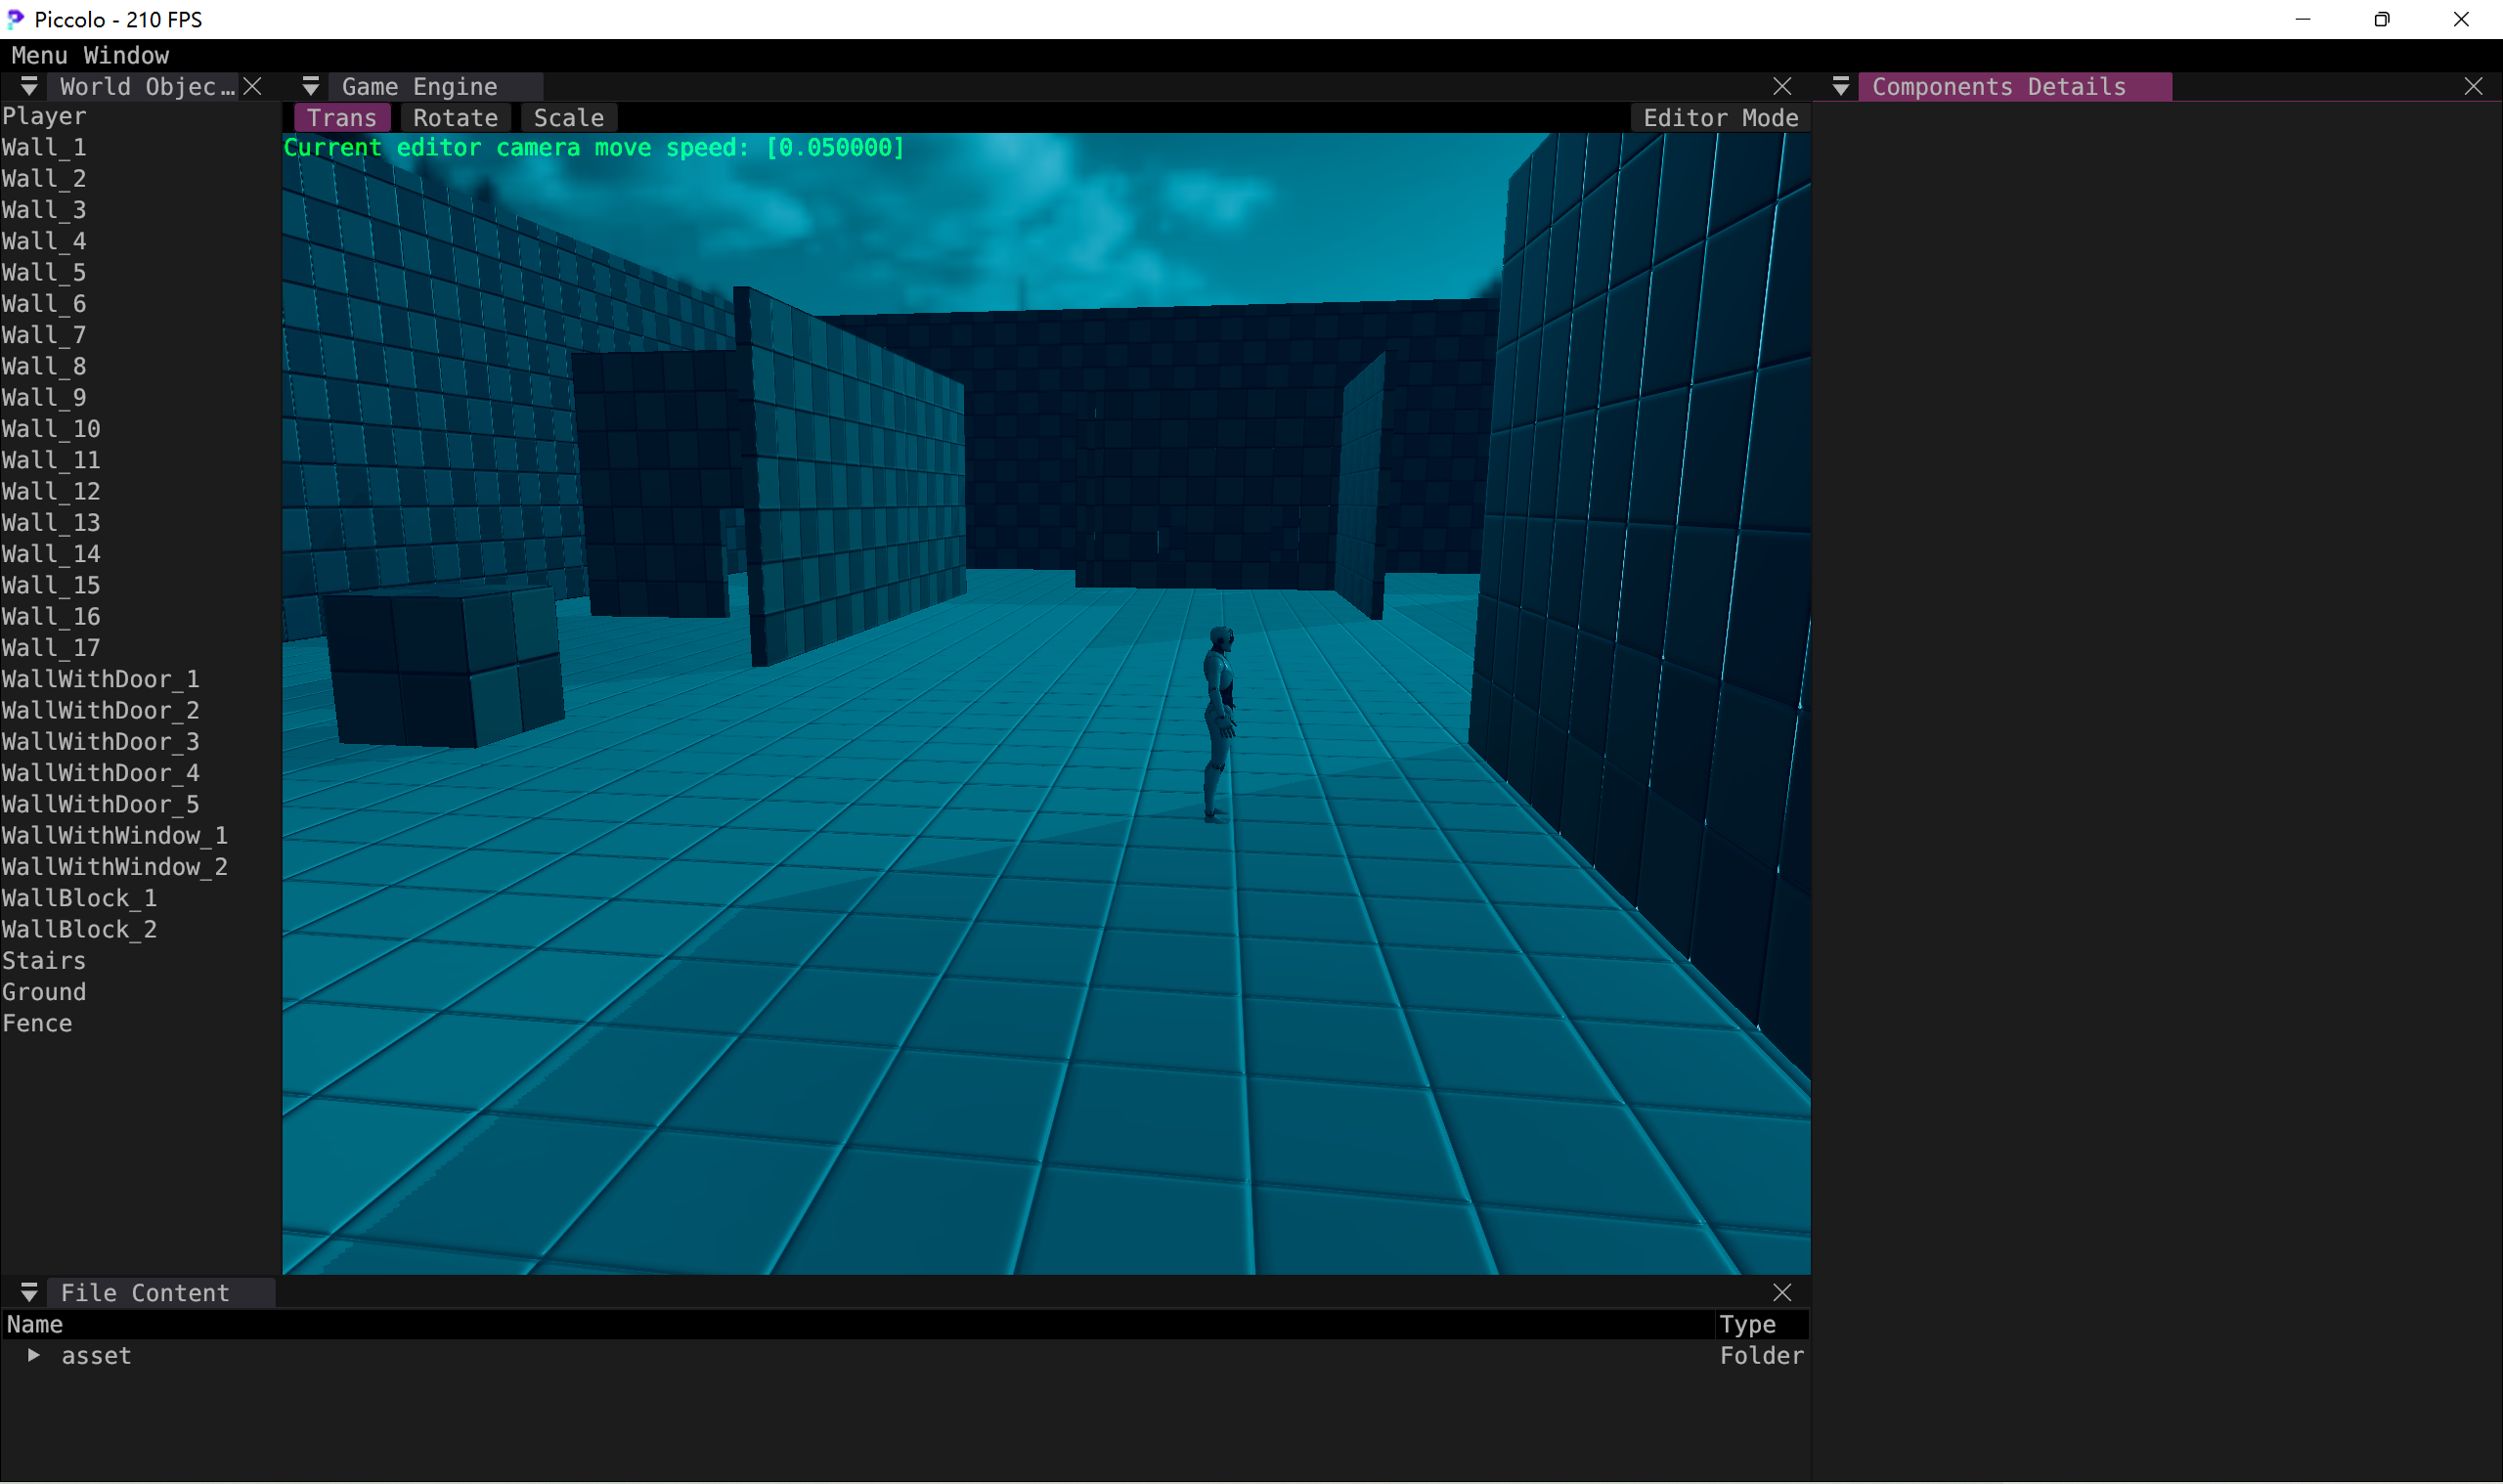 Piccolo - 210 FPS
Menu Window
World Objec…
Game Engine
Components Details
Trans Rotate Scale
Editor Mode
Current editor camera move speed: [0.050000]
Player
Wall_1
Wall_2
Wall_3
Wall_4
Wall_5
Wall_6
Wall_7
Wall_8
Wall_9
Wall_10
Wall_11
Wall_12
Wall_13
Wall_14
Wall_15
Wall_16
Wall_17
WallWithDoor_1
WallWithDoor_2
WallWithDoor_3
WallWithDoor_4
WallWithDoor_5
WallWithWindow_1
WallWithWindow_2
WallBlock_1
WallBlock_2
Stairs
Ground
Fence
File Content
Name Type
asset Folder